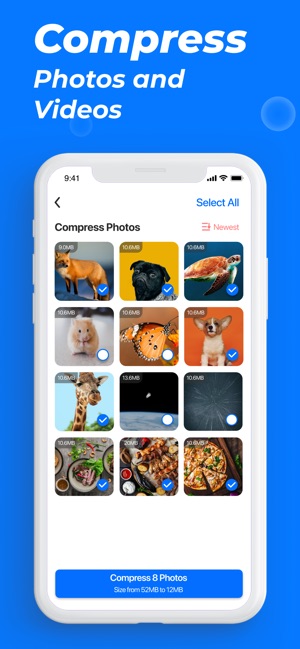 Compress
Photos and
Videos
9:41
Select All
Compress Photos
Newest
9.0MB
10.6MB
10.6MB
10.6MB
10.6MB
10.6MB
10.6MB
13.6MB
10.6MB
10.6MB
20MB
10.6MB
Compress 8 Photos
Size from 52MB to 12MB